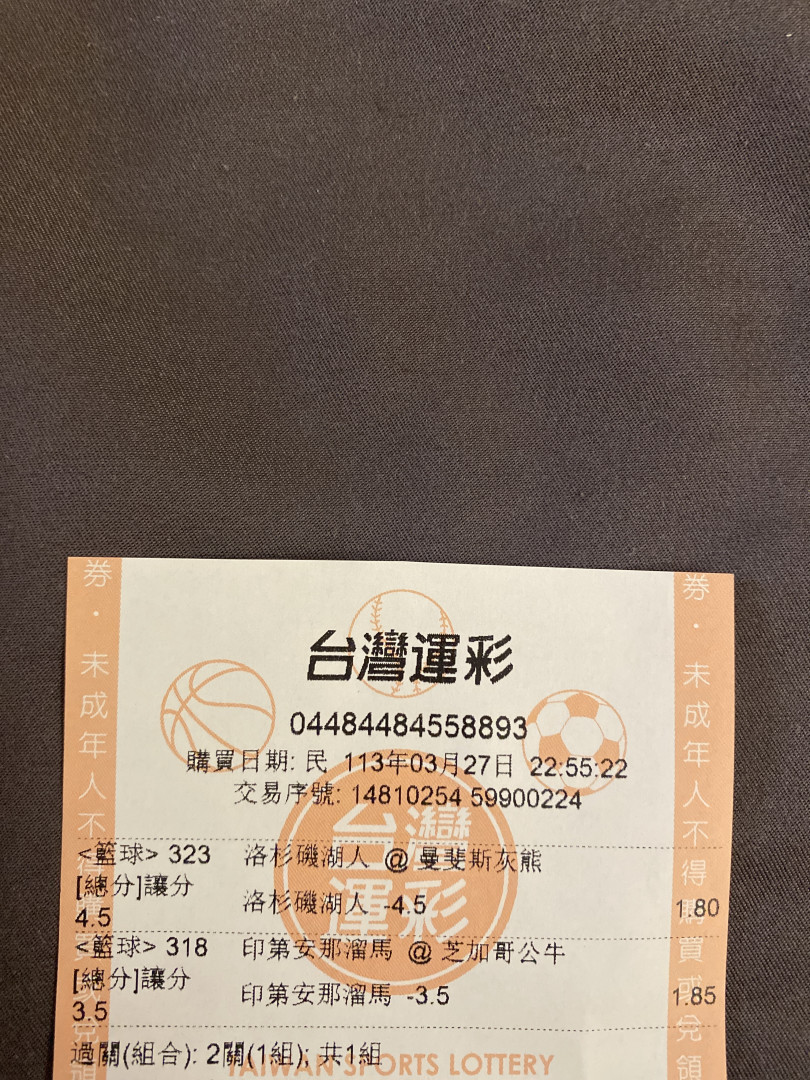 台灣運彩
04484484558893
購買日期: 民 113年03月27日 22:55:22
交易序號: 14810254 59900224
<籃球> 323 洛杉磯湖人 @ 曼斐斯灰熊
[總分]讓分
4.5 洛杉磯湖人 -4.5 1.80
<籃球> 318 印第安那溜馬 @ 芝加哥公牛
[總分]讓分
3.5 印第安那溜馬 -3.5 1.85
過關(組合): 2關(1組); 共1組
TAIWAN SPORTS LOTTERY
台灣運彩
券・未成年人不得購買或兌領
券・未成年人不得購買或兌領